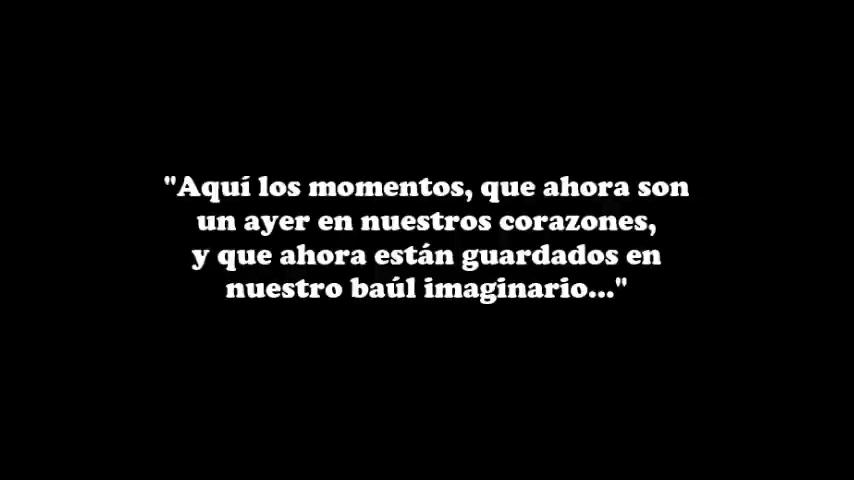 "Aquí los momentos, que ahora son
un ayer en nuestros corazones,
y que ahora están guardados en
nuestro baúl imaginario..."